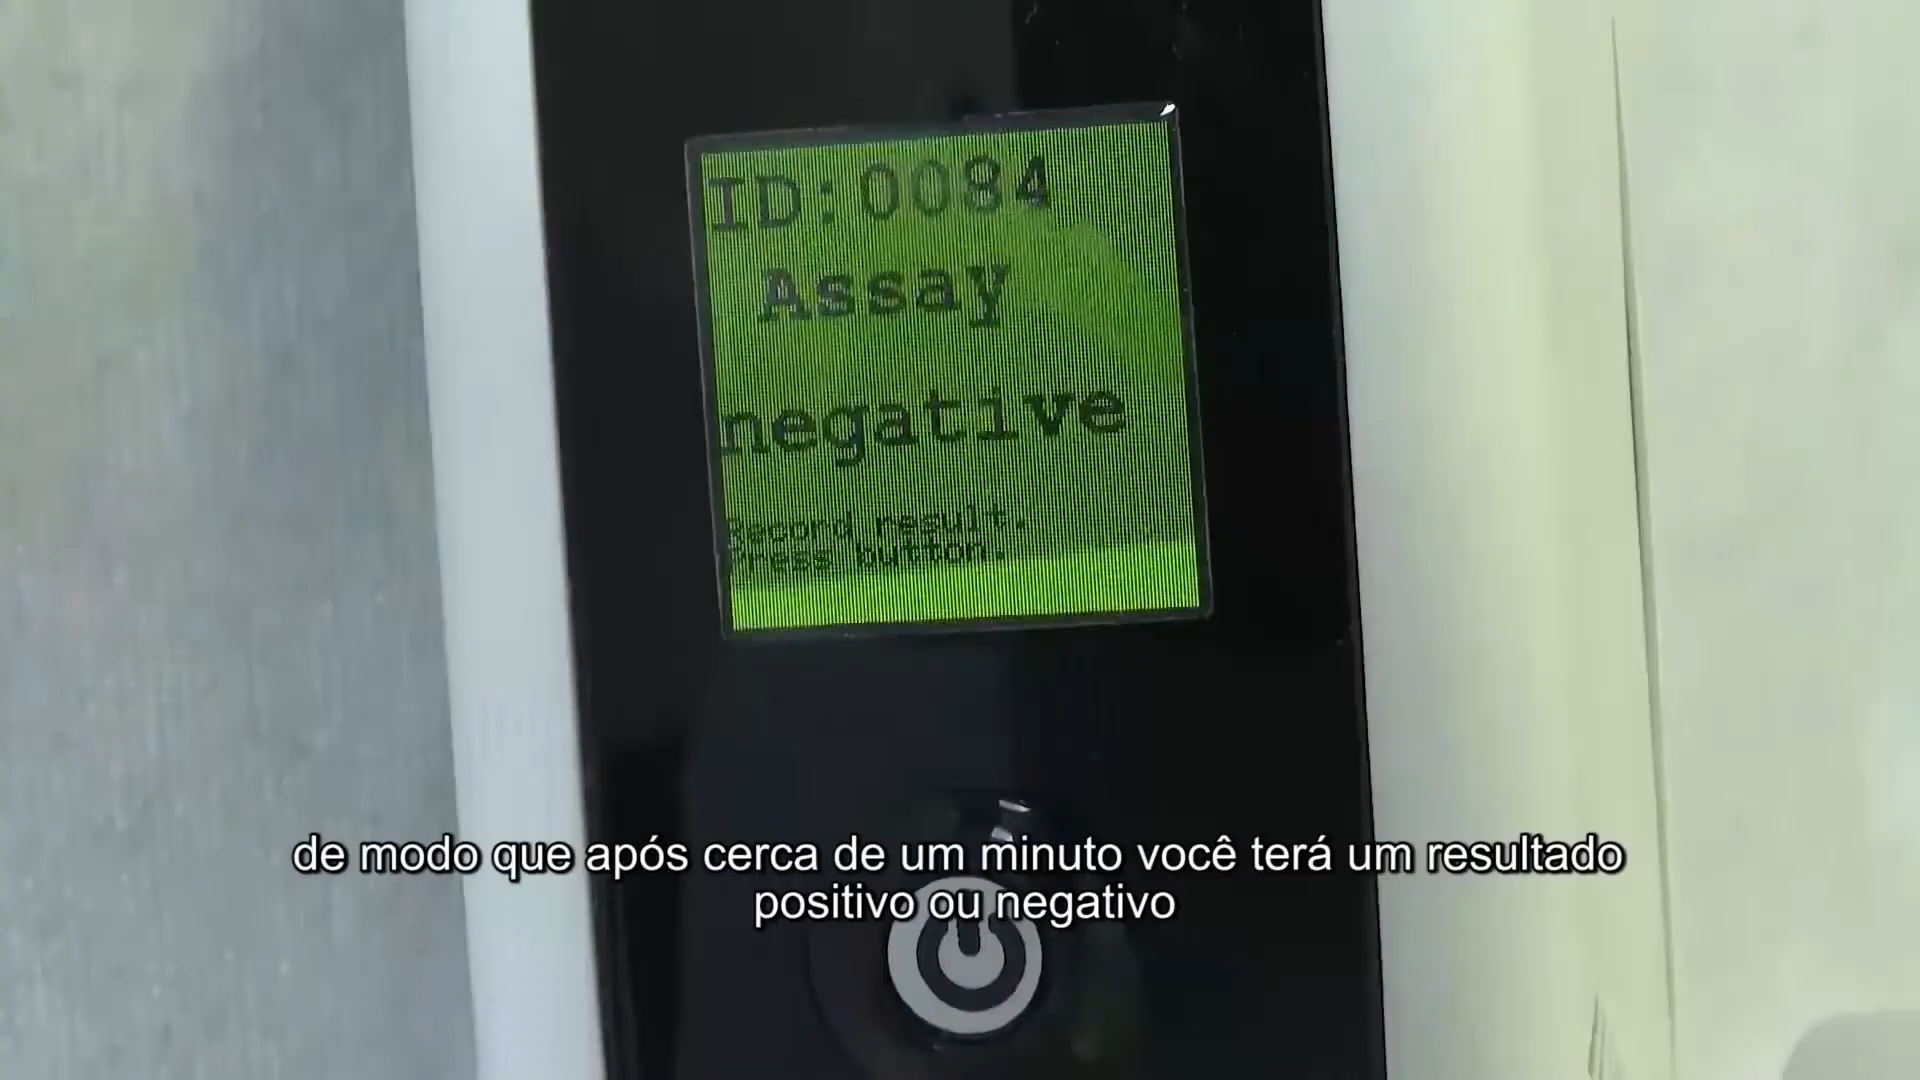 ID:0084
Assay
negative
Record result.
Press button.
de modo que após cerca de um minuto você terá um resultado
positivo ou negativo